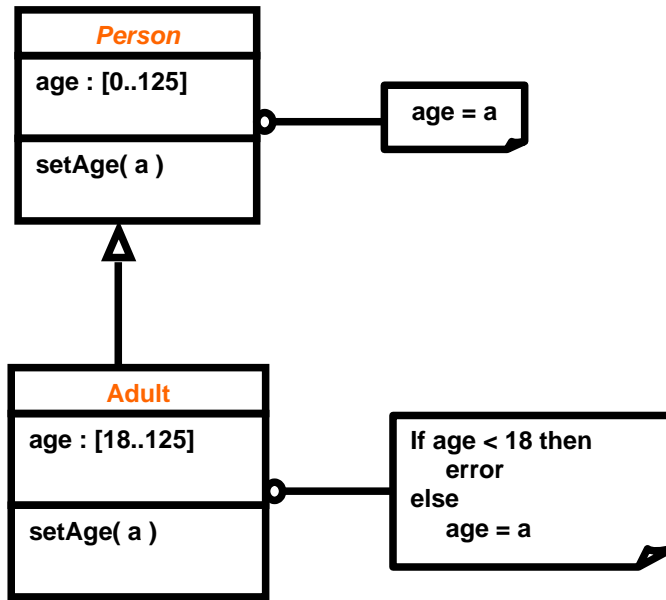 Person
age : [0..125]
age = a
setAge( a )
Adult
age : [18..125]
setAge( a )
If age < 18 then
error
else
age = a